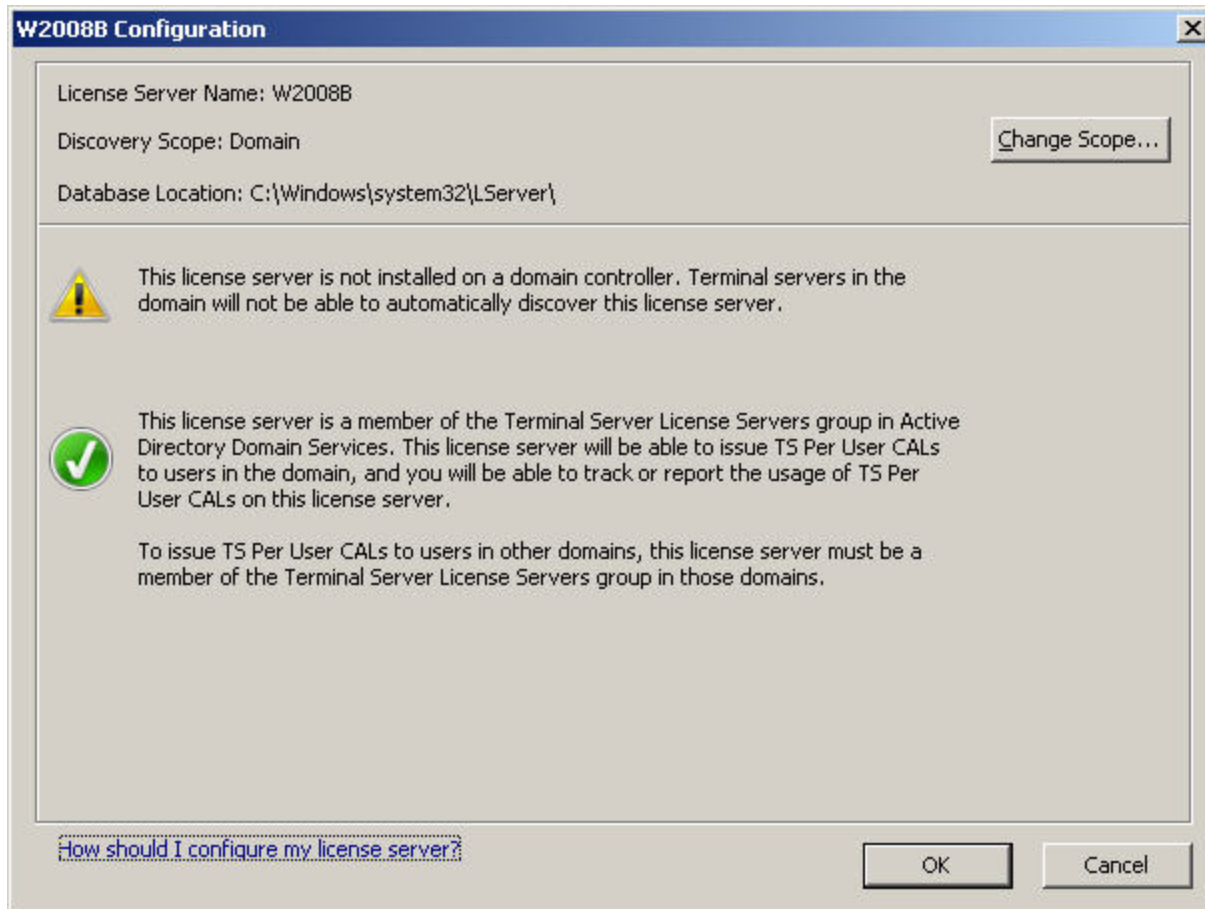 W2008B Configuration
License Server Name: W2008B
Discovery Scope: Domain
Change Scope...
Database Location: C:\Windows\system32\LServer\
This license server is not installed on a domain controller. Terminal servers in the
domain will not be able to automatically discover this license server.
This license server is a member of the Terminal Server License Servers group in Active
Directory Domain Services. This license server will be able to issue TS Per User CALs
to users in the domain, and you will be able to track or report the usage of TS Per
User CALs on this license server.
To issue TS Per User CALs to users in other domains, this license server must be a
member of the Terminal Server License Servers group in those domains.
How should I configure my license server?
OK
Cancel